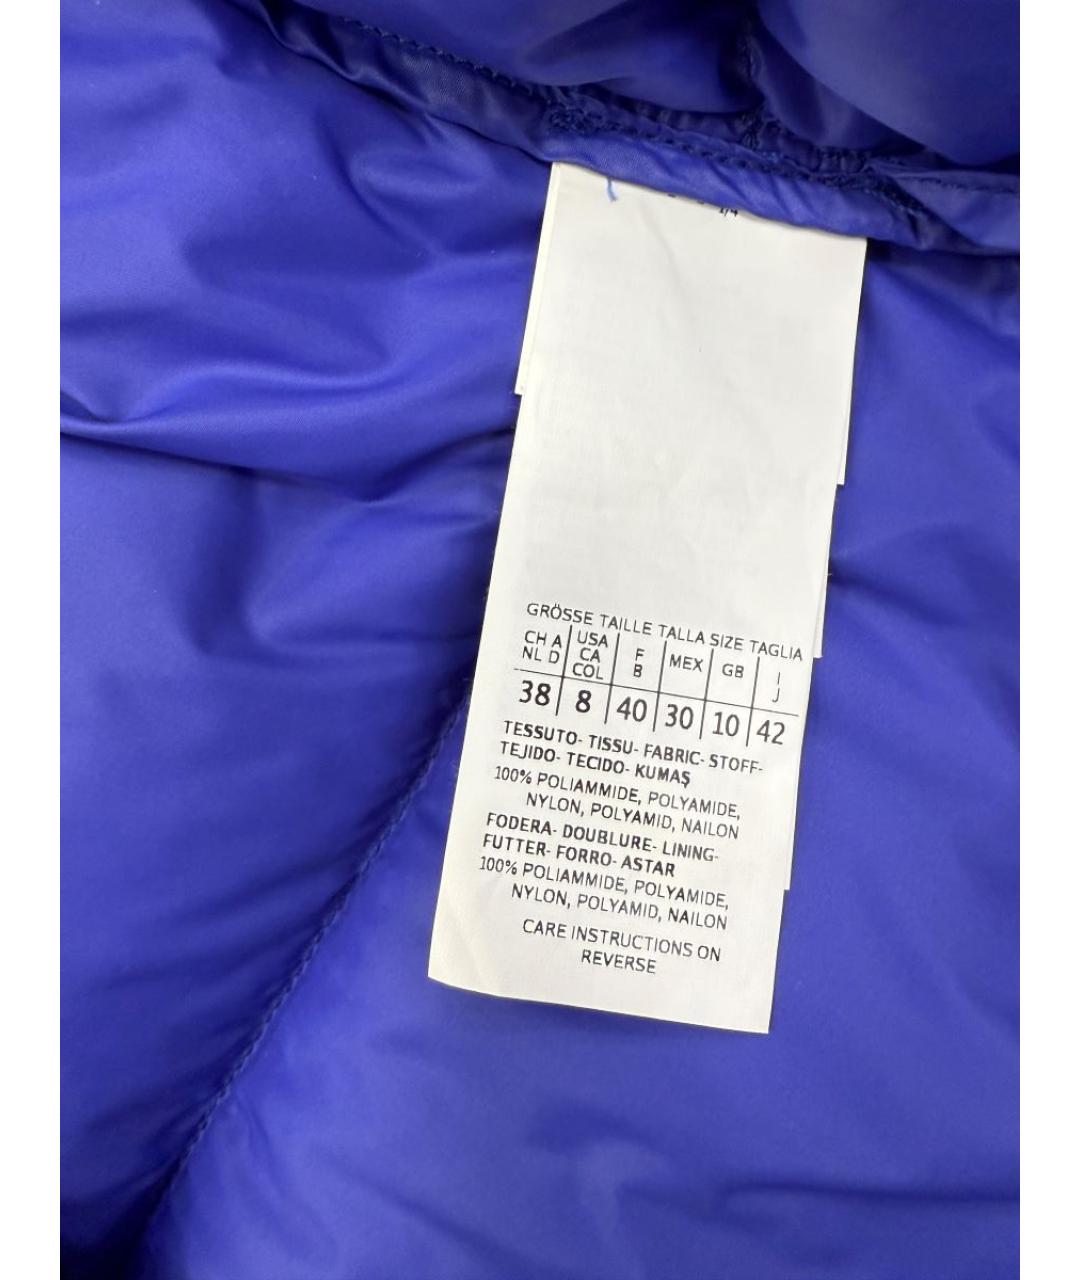 1/4
GRÖSSE TAILLE TALLA SIZE TAGLIA
CH A NL D | USA CA COL | F B | MEX | GB | I J
38 | 8 | 40 | 30 | 10 | 42
TESSUTO- TISSU- FABRIC- STOFF-
TEJIDO- TECIDO- KUMAŞ
100% POLIAMMIDE, POLYAMIDE,
NYLON, POLYAMID, NAILON
FODERA- DOUBLURE- LINING-
FUTTER- FORRO- ASTAR
100% POLIAMMIDE, POLYAMIDE,
NYLON, POLYAMID, NAILON
CARE INSTRUCTIONS ON
REVERSE